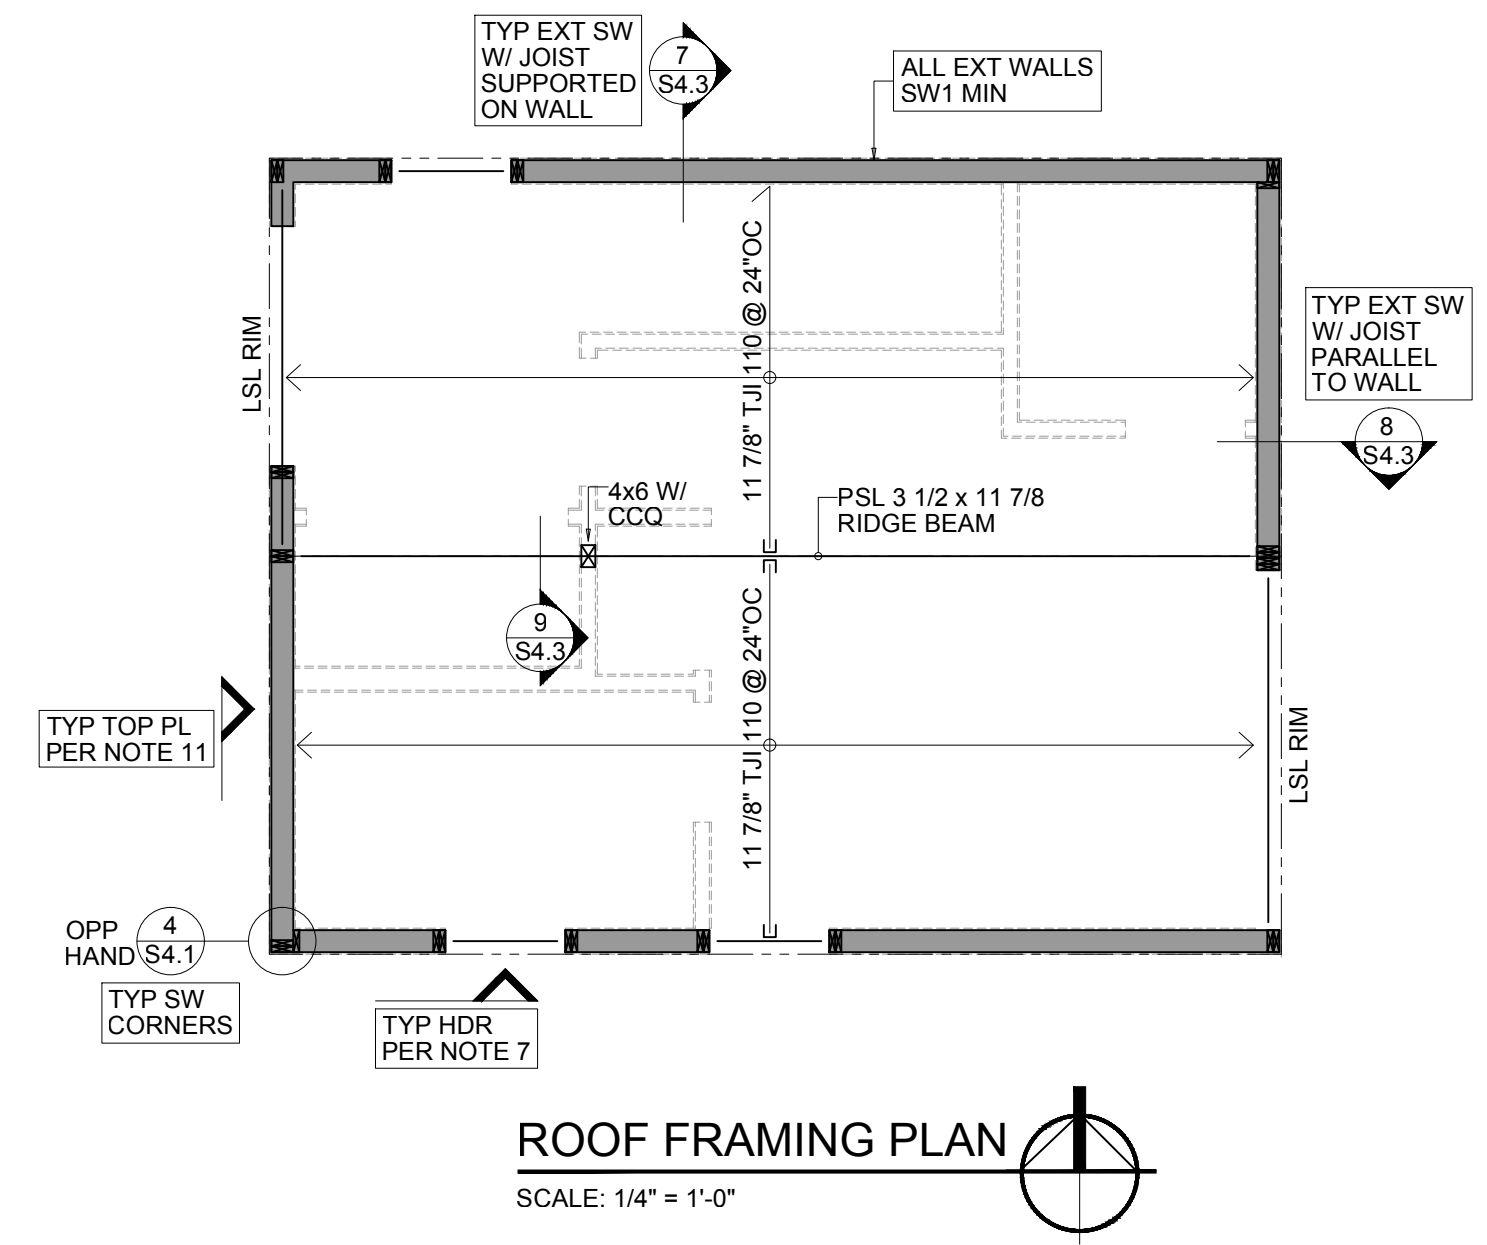 TYP EXT SW
W/ JOIST
SUPPORTED
ON WALL
7
S4.3
ALL EXT WALLS
SW1 MIN
11 7/8" TJI 110 @ 24"OC
LSL RIM
TYP EXT SW
W/ JOIST
PARALLEL
TO WALL
8
S4.3
4x6 W/
CCQ
PSL 3 1/2 x 11 7/8
RIDGE BEAM
9
S4.3
11 7/8" TJI 110 @ 24"OC
TYP TOP PL
PER NOTE 11
LSL RIM
OPP
HAND
4
S4.1
TYP SW
CORNERS
TYP HDR
PER NOTE 7
ROOF FRAMING PLAN
SCALE: 1/4" = 1'-0"